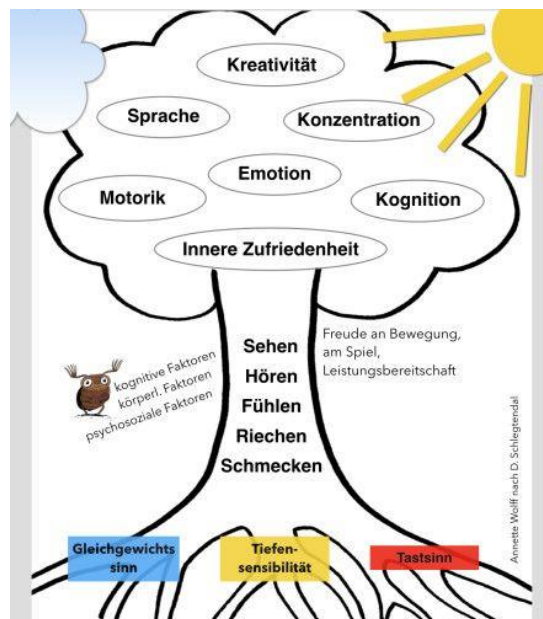 Kreativität
Sprache
Konzentration
Emotion
Motorik
Kognition
Innere Zufriedenheit
Freude an Bewegung,
am Spiel,
Leistungsbereitschaft
kognitive Faktoren
körperl. Faktoren
psychosoziale Faktoren
Sehen
Hören
Fühlen
Riechen
Schmecken
Annette Wolff nach D. Schlegtendal
Gleichgewichts
sinn
Tiefen-
sensibilität
Tastsinn